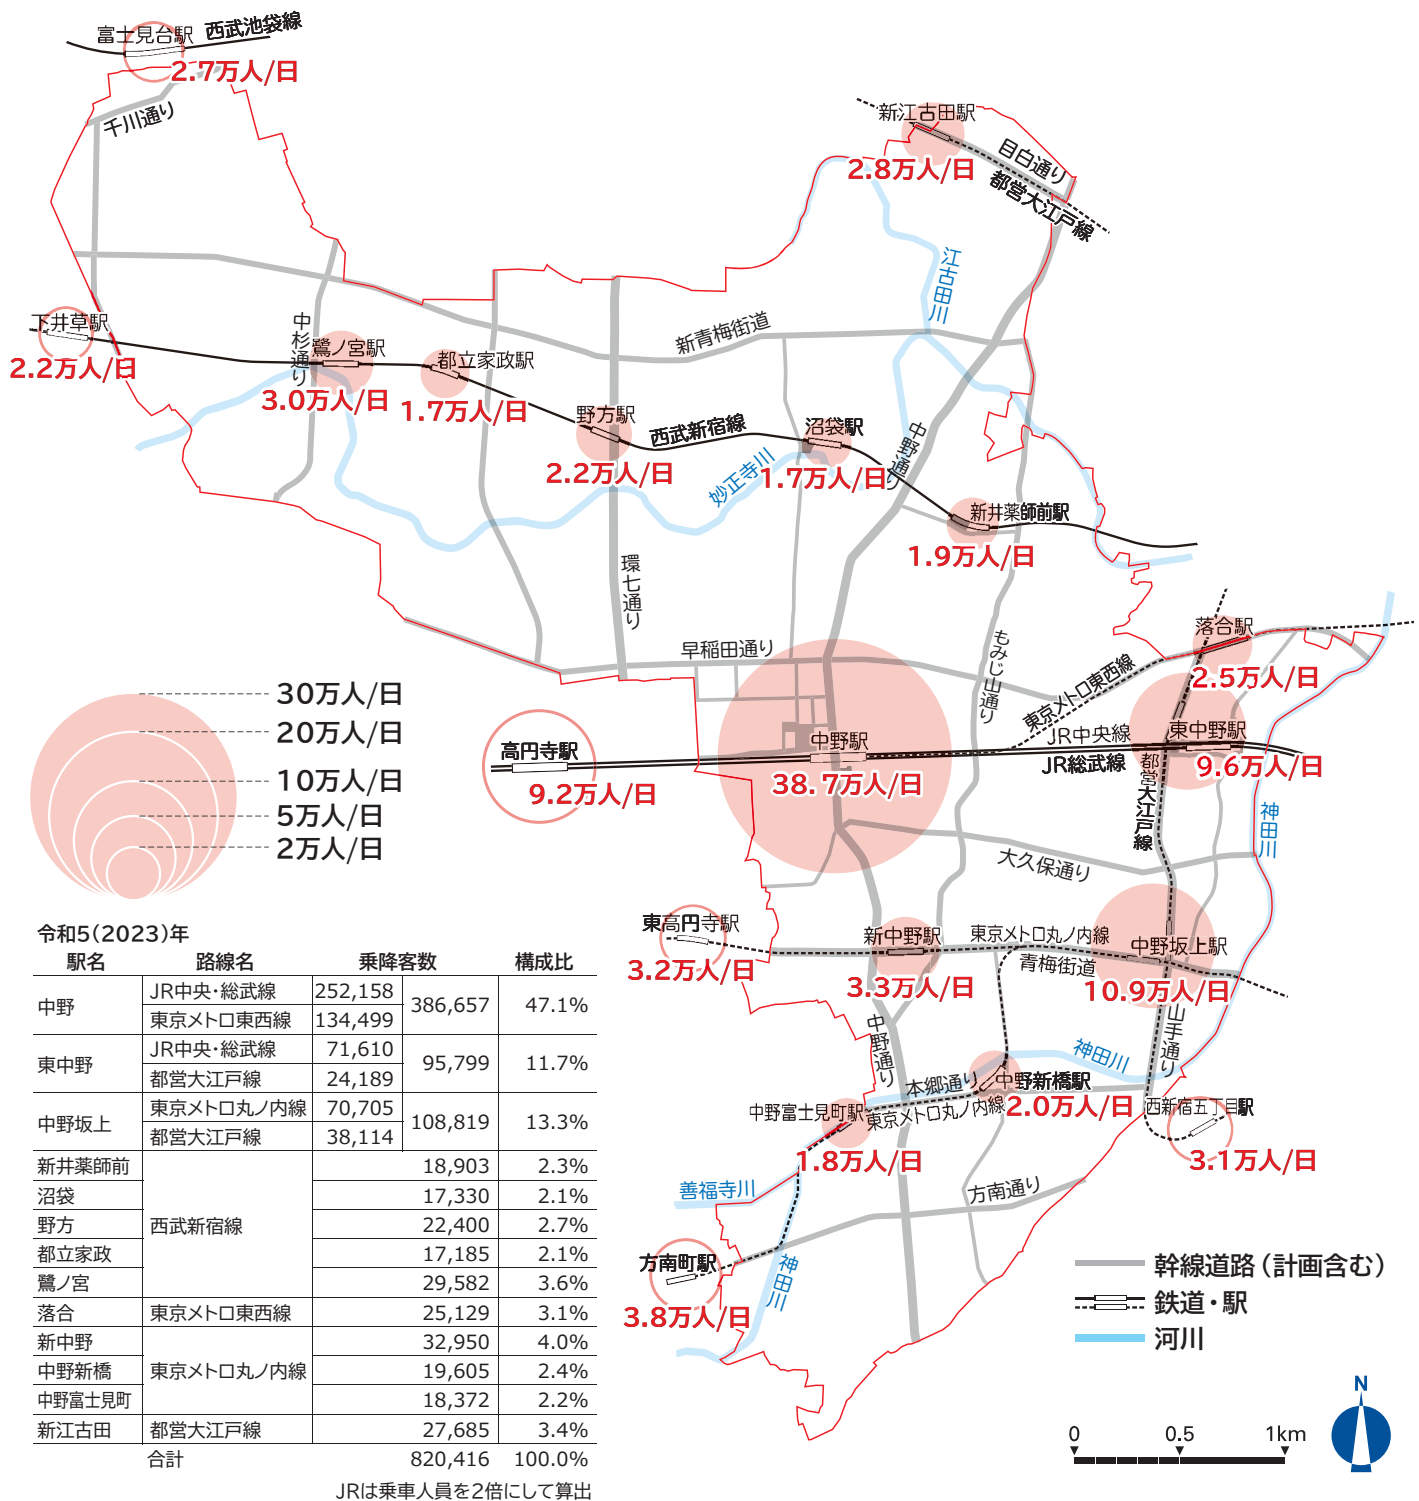 富士見台駅
西武池袋線
2.7万人/日
千川通り
新江古田駅
2.8万人/日
目白通り
都営大江戸線
江古田川
下井草駅
2.2万人/日
中杉通り
鷺ノ宮駅
3.0万人/日
都立家政駅
1.7万人/日
新青梅街道
野方駅
2.2万人/日
西武新宿線
沼袋駅
1.7万人/日
妙正寺川
中野通り
新井薬師前駅
1.9万人/日
環七通り
早稲田通り
もみじ山通り
落合駅
2.5万人/日
東京メトロ東西線
30万人/日
20万人/日
10万人/日
5万人/日
2万人/日
高円寺駅
9.2万人/日
中野駅
38.7万人/日
JR中央線
JR総武線
東中野駅
9.6万人/日
都営大江戸線
神田川
大久保通り
東高円寺駅
3.2万人/日
新中野駅
3.3万人/日
東京メトロ丸ノ内線
青梅街道
中野坂上駅
10.9万人/日
山手通り
中野通り
神田川
本郷通り
中野新橋駅
2.0万人/日
中野富士見町駅
東京メトロ丸ノ内線
1.8万人/日
西新宿五丁目駅
3.1万人/日
善福寺川
方南通り
方南町駅
3.8万人/日
神田川
令和5(2023)年
駅名 路線名 乗降客数 構成比
中野 JR中央・総武線 252,158 386,657 47.1%
東京メトロ東西線 134,499
東中野 JR中央・総武線 71,610 95,799 11.7%
都営大江戸線 24,189
中野坂上 東京メトロ丸ノ内線 70,705 108,819 13.3%
都営大江戸線 38,114
新井薬師前 18,903 2.3%
沼袋 17,330 2.1%
野方 西武新宿線 22,400 2.7%
都立家政 17,185 2.1%
鷺ノ宮 29,582 3.6%
落合 東京メトロ東西線 25,129 3.1%
新中野 32,950 4.0%
中野新橋 東京メトロ丸ノ内線 19,605 2.4%
中野富士見町 18,372 2.2%
新江古田 都営大江戸線 27,685 3.4%
合計 820,416 100.0%
JRは乗車人員を2倍にして算出
幹線道路（計画含む）
鉄道・駅
河川
N
0 0.5 1km